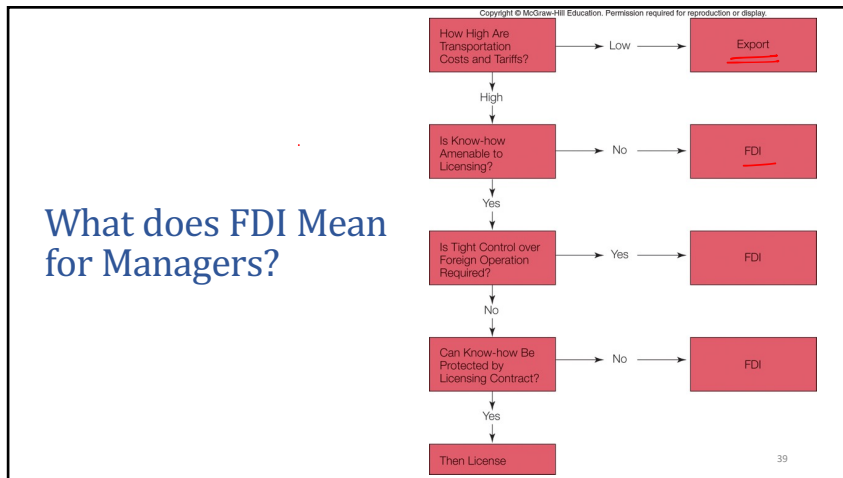 Copyright © McGraw-Hill Education. Permission required for reproduction or display.
What does FDI Mean
for Managers?
How High Are
Transportation
Costs and Tariffs?
Low
Export
High
Is Know-how
Amenable to
Licensing?
No
FDI
Yes
Is Tight Control over
Foreign Operation
Required?
Yes
FDI
No
Can Know-how Be
Protected by
Licensing Contract?
No
FDI
Yes
Then License
39